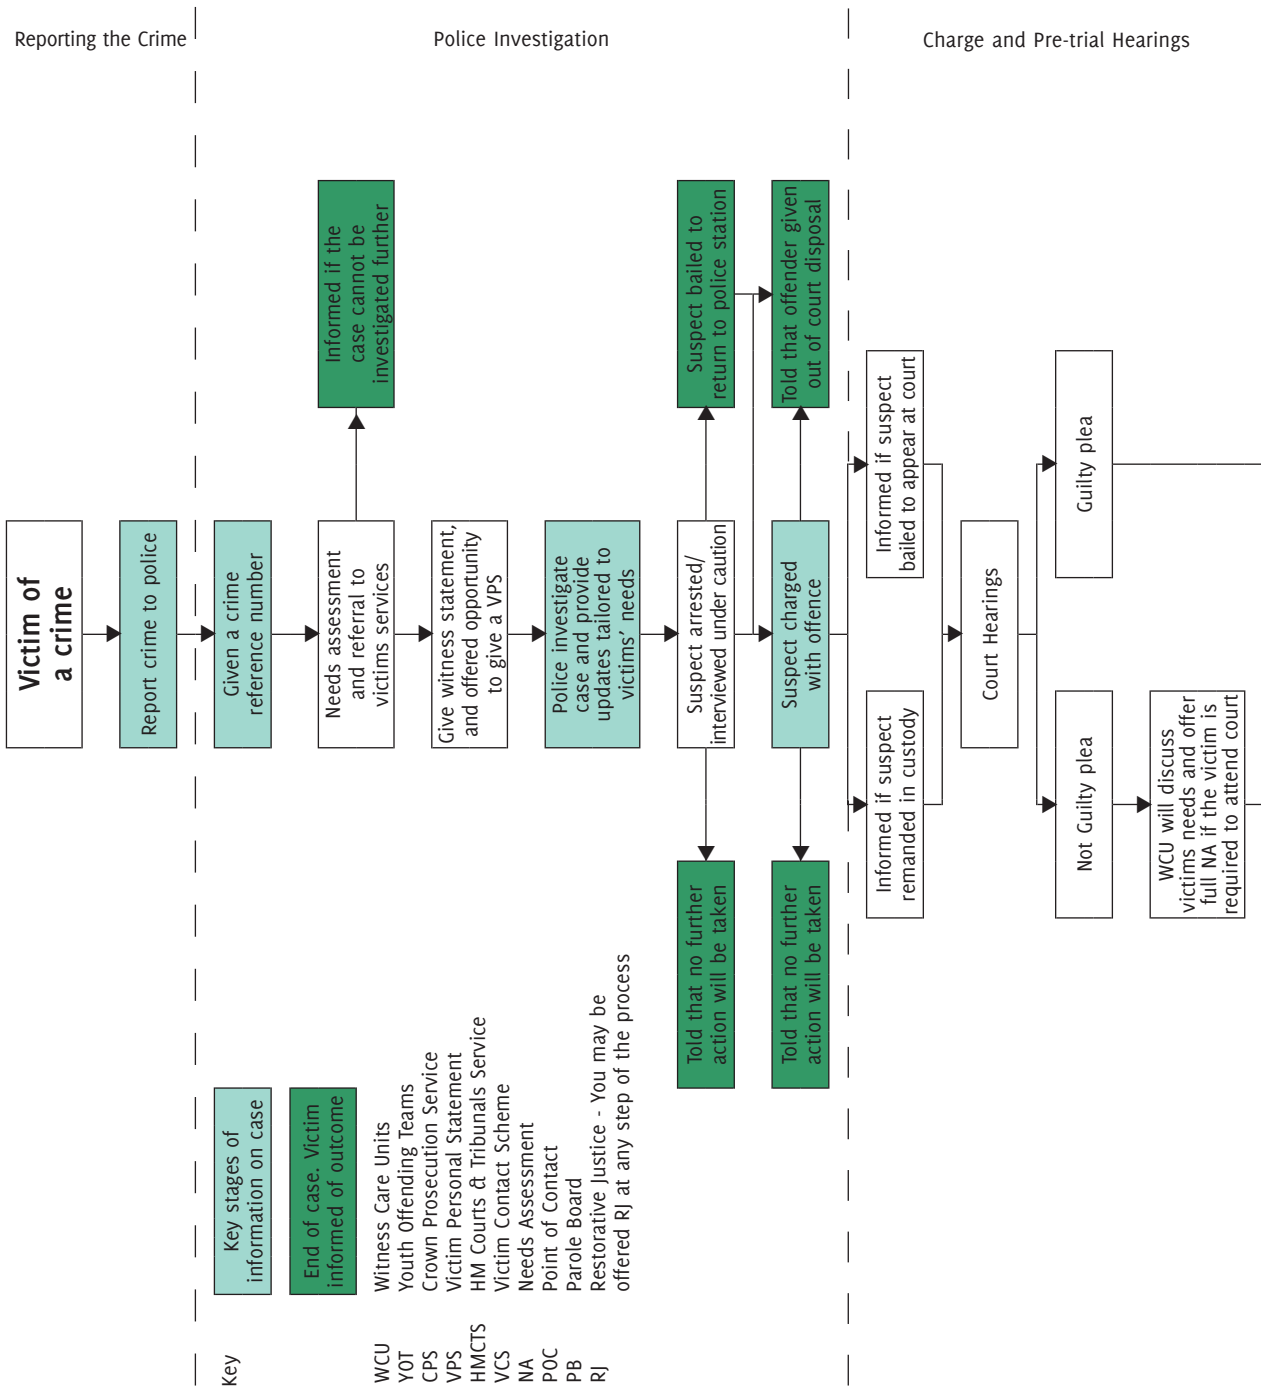 Reporting the Crime
Police Investigation
Charge and Pre-trial Hearings
Victim of
a crime
Report crime to police
Given a crime
reference number
Needs assessment
and referral to
victims services
Informed if the
case cannot be
investigated further
Give witness statement,
and offered opportunity
to give a VPS
Police investigate
case and provide
updates tailored to
victims' needs
Suspect arrested/
interviewed under caution
Told that no further
action will be taken
Suspect bailed to
return to police station
Suspect charged
with offence
Told that no further
action will be taken
Told that offender given
out of court disposal
Informed if suspect
remanded in custody
Informed if suspect
bailed to appear at court
Court Hearings
Not Guilty plea
Guilty plea
WCU will discuss
victims needs and offer
full NA if the victim is
required to attend court
Key
Key stages of
information on case
End of case. Victim
informed of outcome
WCU Witness Care Units
YOT Youth Offending Teams
CPS Crown Prosecution Service
VPS Victim Personal Statement
HMCTS HM Courts & Tribunals Service
VCS Victim Contact Scheme
NA Needs Assessment
POC Point of Contact
PB Parole Board
RJ Restorative Justice - You may be
offered RJ at any step of the process